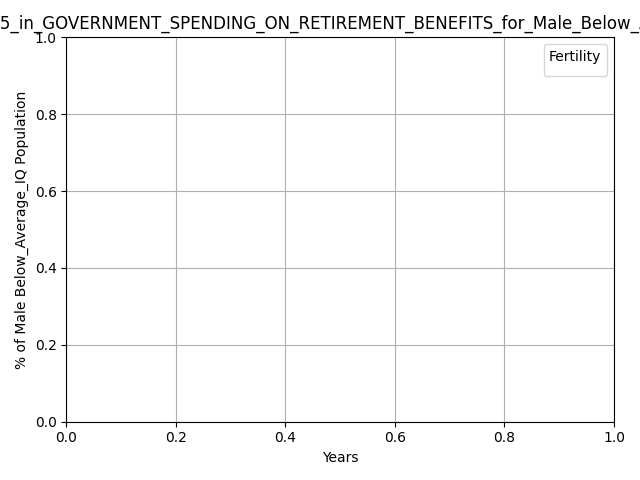 5_in_GOVERNMENT_SPENDING_ON_RETIREMENT_BENEFITS_for_Male_Below_
Fertility
% of Male Below_Average_IQ Population
1.0
0.8
0.6
0.4
0.2
0.0
0.0 0.2 0.4 0.6 0.8 1.0
Years